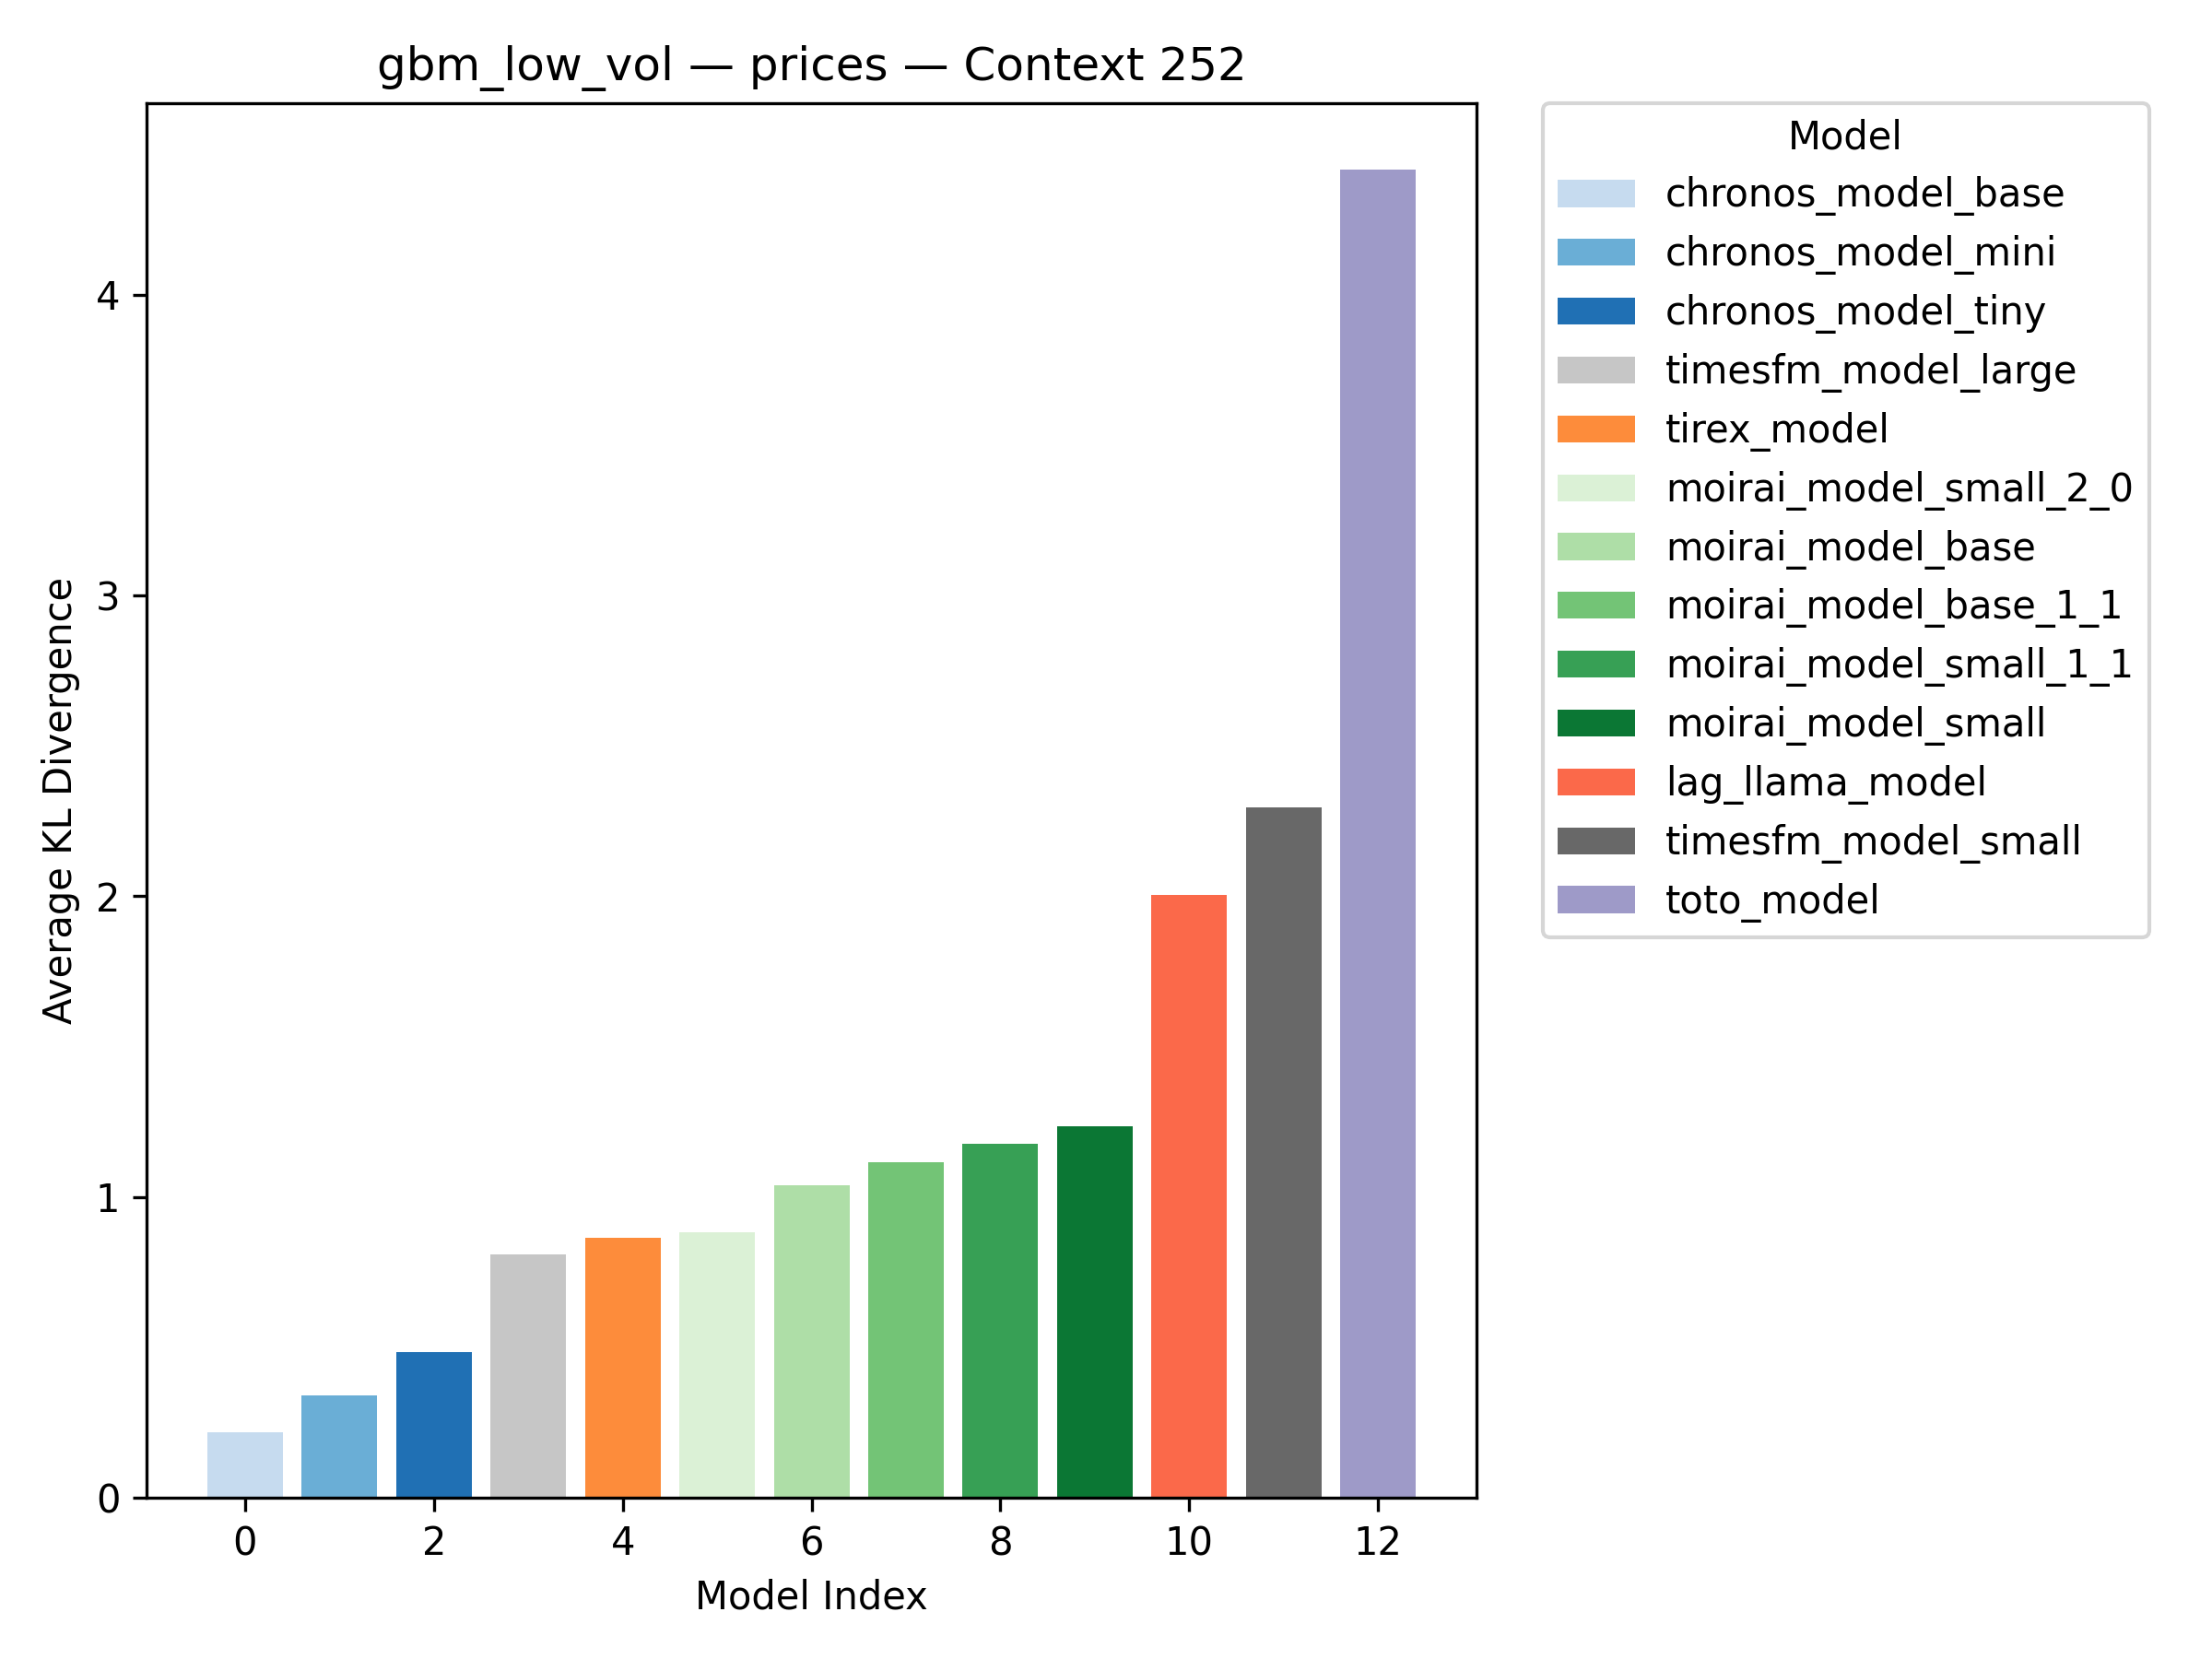 gbm_low_vol — prices — Context 252
Average KL Divergence
4
3
2
1
0
0 2 4 6 8 10 12
Model Index
Model
chronos_model_base
chronos_model_mini
chronos_model_tiny
timesfm_model_large
tirex_model
moirai_model_small_2_0
moirai_model_base
moirai_model_base_1_1
moirai_model_small_1_1
moirai_model_small
lag_llama_model
timesfm_model_small
toto_model